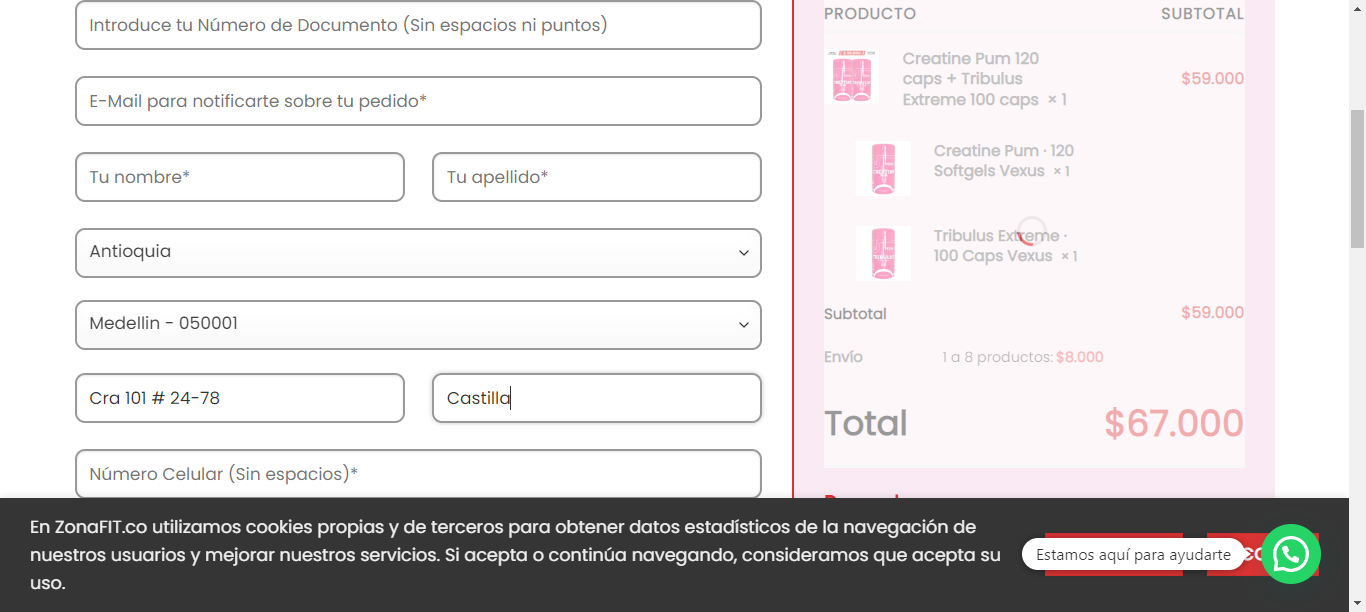 Introduce tu Número de Documento (Sin espacios ni puntos)
E-Mail para notificarte sobre tu pedido*
Tu nombre*
Tu apellido*
Antioquia
Medellin - 050001
Cra 101 # 24-78
Castilla
Número Celular (Sin espacios)*
PRODUCTO
SUBTOTAL
Creatine Pum 120
caps + Tribulus
Extreme 100 caps × 1
$59.000
Creatine Pum · 120
Softgels Vexus × 1
Tribulus Extreme ·
100 Caps Vexus × 1
Subtotal
$59.000
Envío
1 a 8 productos: $8.000
Total
$67.000
En ZonaFIT.co utilizamos cookies propias y de terceros para obtener datos estadísticos de la navegación de
nuestros usuarios y mejorar nuestros servicios. Si acepta o continúa navegando, consideramos que acepta su
uso.
Estamos aquí para ayudarte